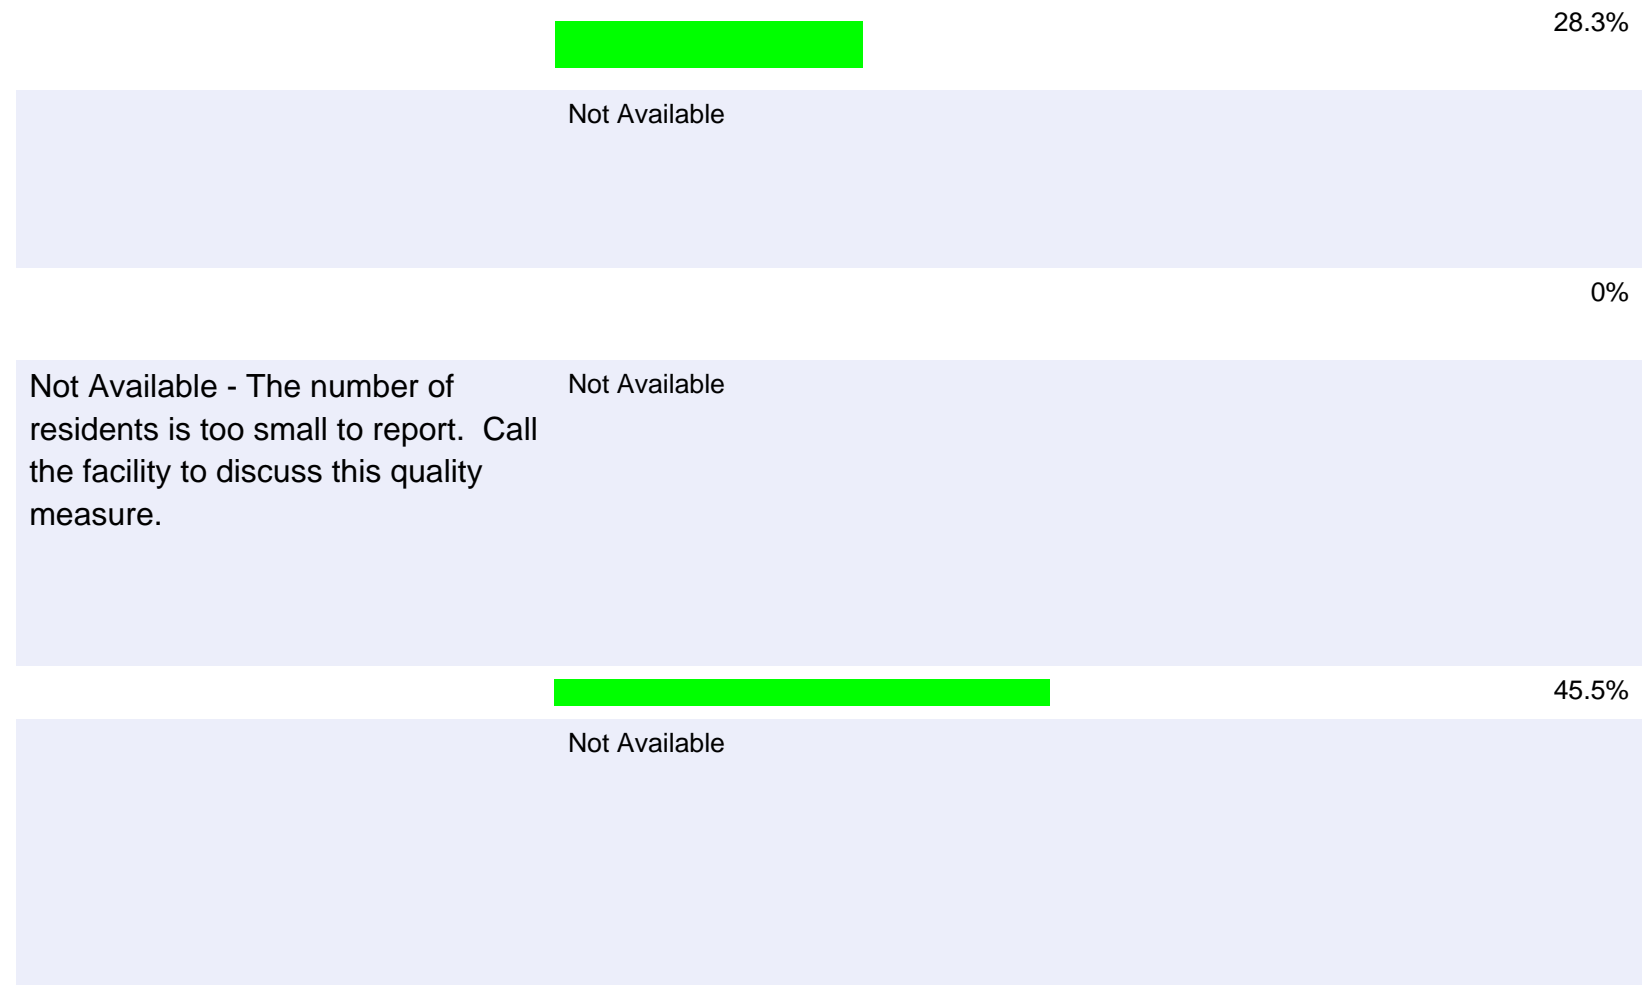 28.3%
Not Available
0%
Not Available - The number of
residents is too small to report.  Call
the facility to discuss this quality
measure.
Not Available
45.5%
Not Available